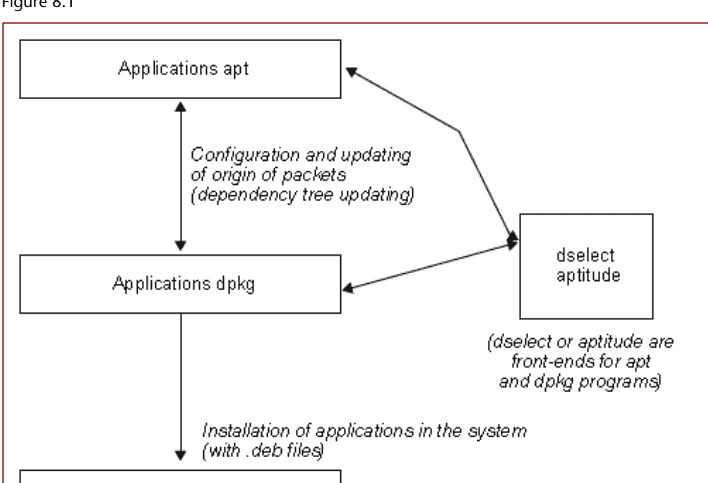 Figure 8.1
Applications apt
Configuration and updating
of origin of packets
(dependency tree updating)
dselect
aptitude
Applications dpkg
(dselect or aptitude are
front-ends for apt
and dpkg programs)
Installation of applications in the system
(with .deb files)